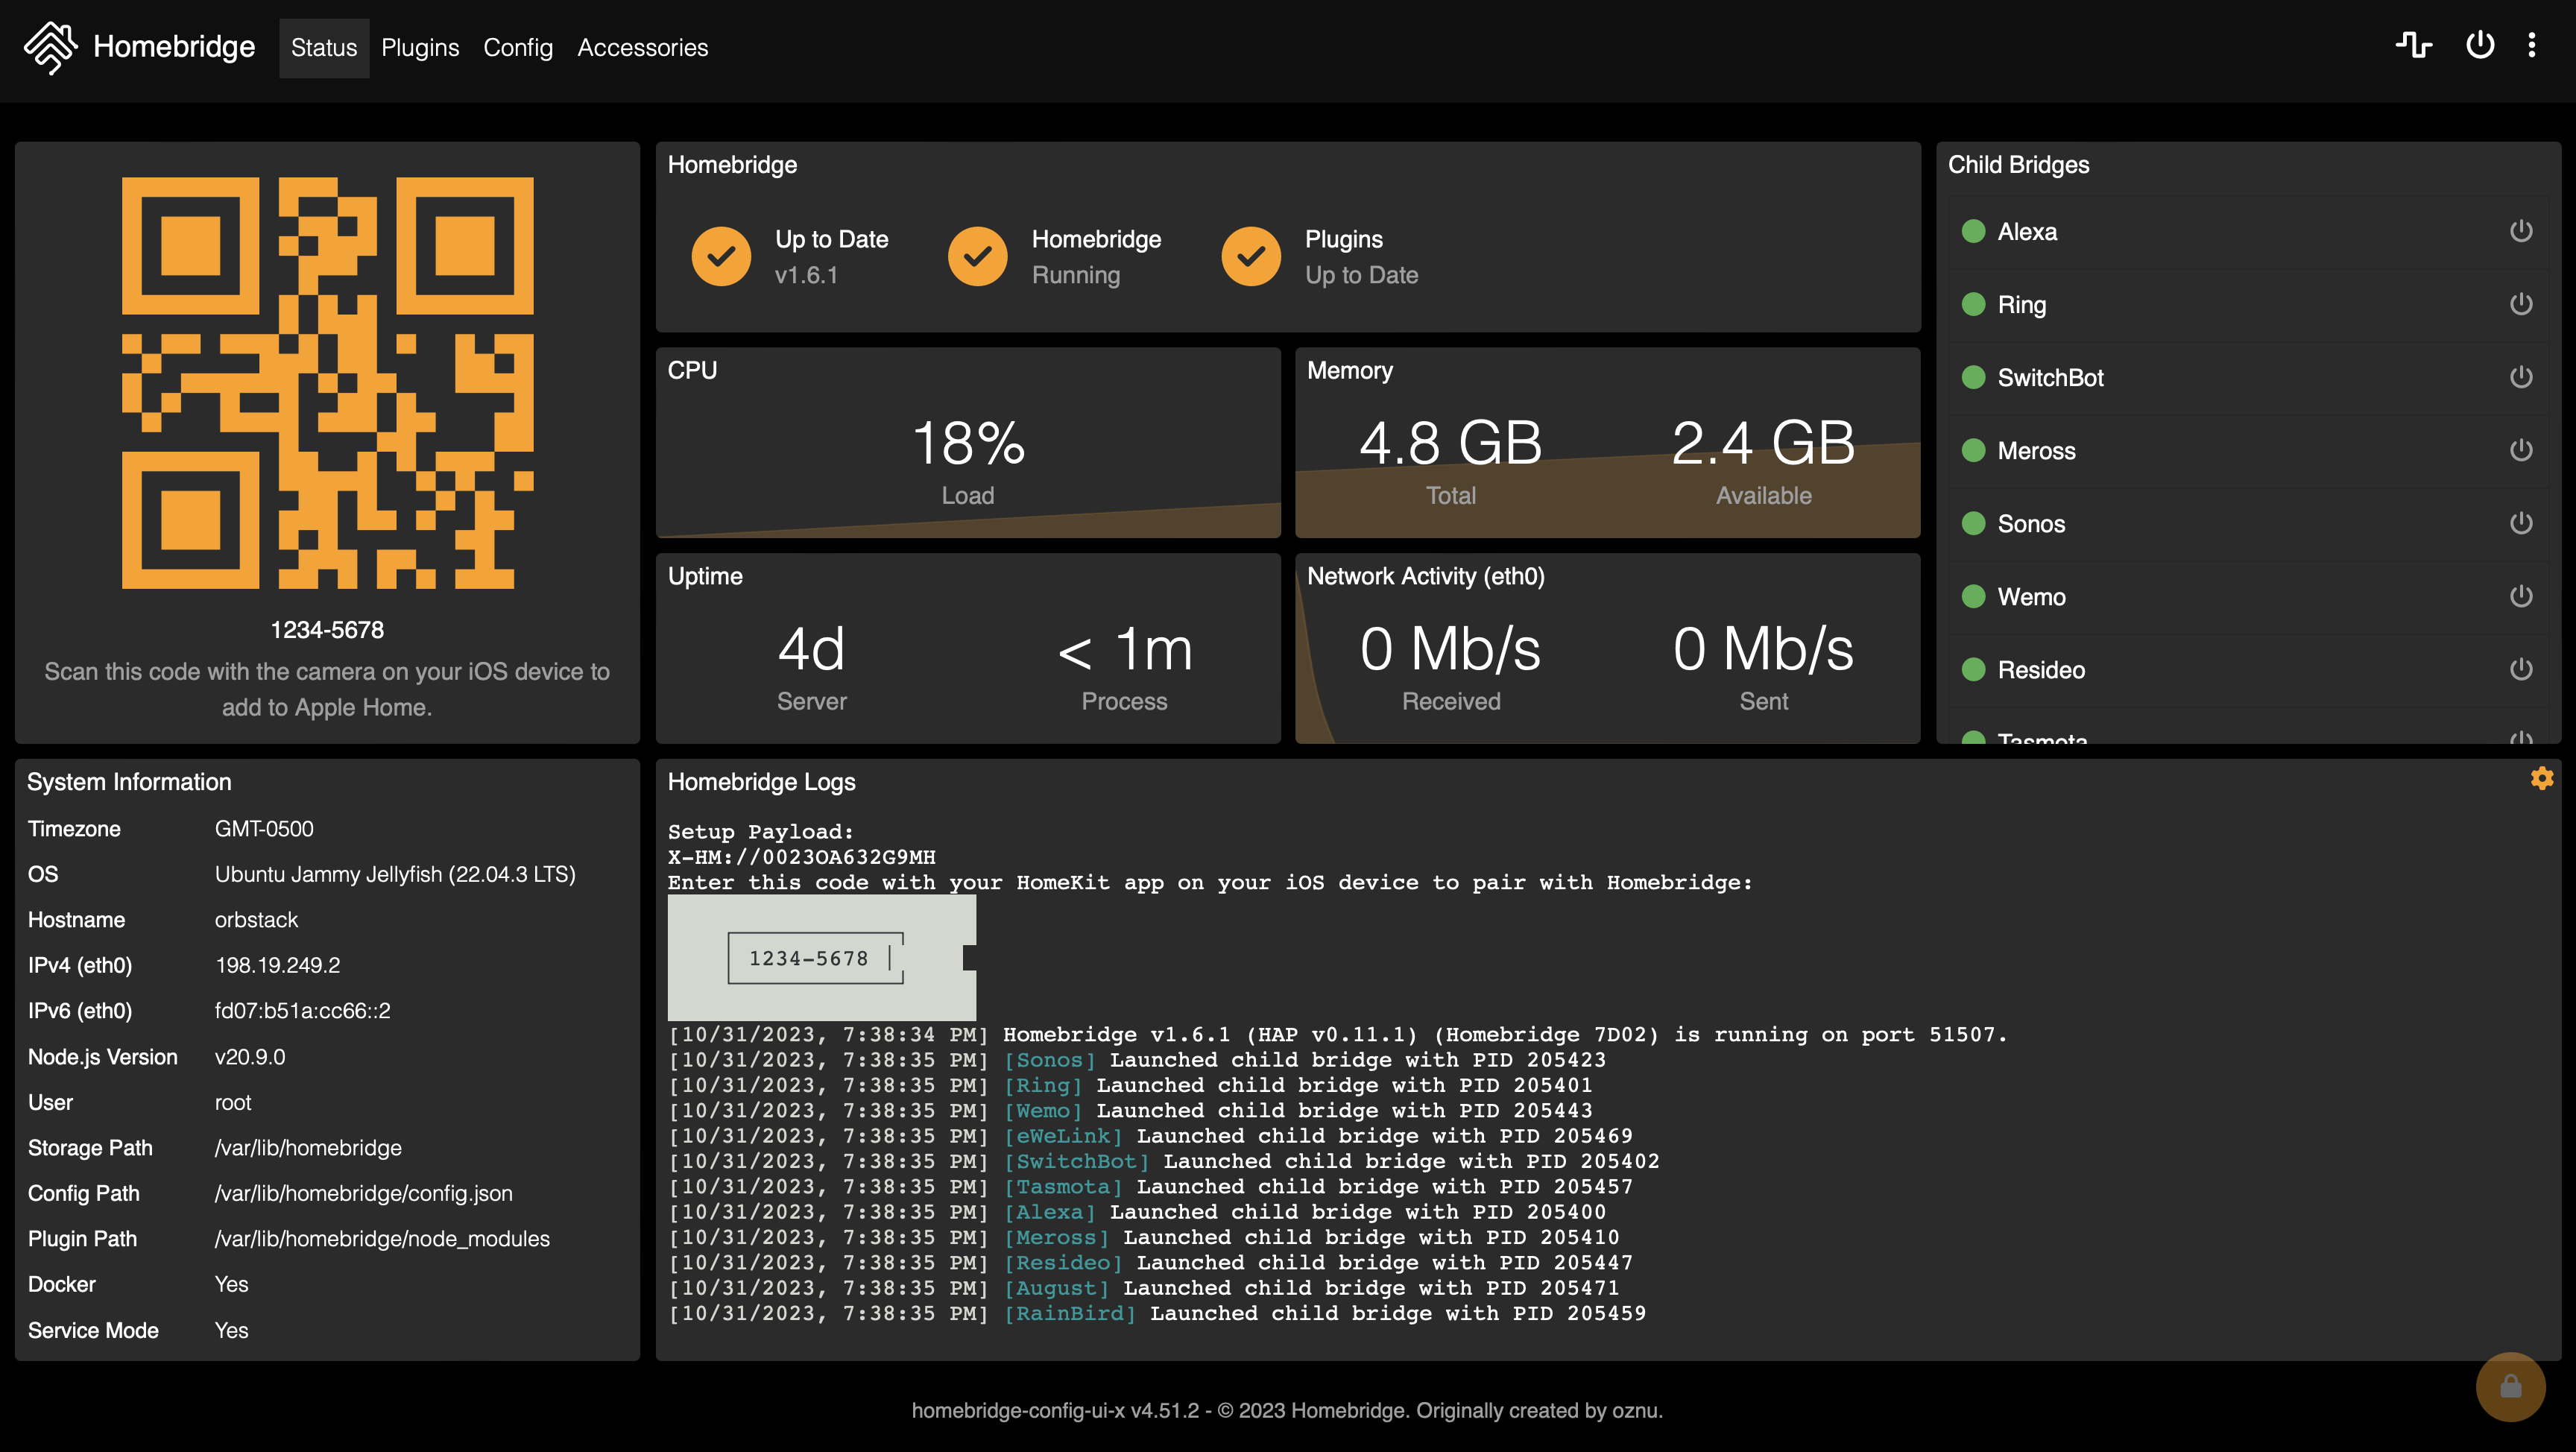 Homebridge
Status
Plugins
Config
Accessories
1234-5678
Scan this code with the camera on your iOS device to
add to Apple Home.
Homebridge
Up to Date
v1.6.1
Homebridge
Running
Plugins
Up to Date
CPU
18%
Load
Memory
4.8 GB
Total
2.4 GB
Available
Uptime
4d
Server
< 1m
Process
Network Activity (eth0)
0 Mb/s
Received
0 Mb/s
Sent
Child Bridges
Alexa
Ring
SwitchBot
Meross
Sonos
Wemo
Resideo
Tasmota
System Information
Timezone GMT-0500
OS Ubuntu Jammy Jellyfish (22.04.3 LTS)
Hostname orbstack
IPv4 (eth0) 198.19.249.2
IPv6 (eth0) fd07:b51a:cc66::2
Node.js Version v20.9.0
User root
Storage Path /var/lib/homebridge
Config Path /var/lib/homebridge/config.json
Plugin Path /var/lib/homebridge/node_modules
Docker Yes
Service Mode Yes
Homebridge Logs
Setup Payload:
X-HM://0023OA632G9MH
Enter this code with your HomeKit app on your iOS device to pair with Homebridge:
1234-5678
[10/31/2023, 7:38:34 PM] Homebridge v1.6.1 (HAP v0.11.1) (Homebridge 7D02) is running on port 51507.
[10/31/2023, 7:38:35 PM] [Sonos] Launched child bridge with PID 205423
[10/31/2023, 7:38:35 PM] [Ring] Launched child bridge with PID 205401
[10/31/2023, 7:38:35 PM] [Wemo] Launched child bridge with PID 205443
[10/31/2023, 7:38:35 PM] [eWeLink] Launched child bridge with PID 205469
[10/31/2023, 7:38:35 PM] [SwitchBot] Launched child bridge with PID 205402
[10/31/2023, 7:38:35 PM] [Tasmota] Launched child bridge with PID 205457
[10/31/2023, 7:38:35 PM] [Alexa] Launched child bridge with PID 205400
[10/31/2023, 7:38:35 PM] [Meross] Launched child bridge with PID 205410
[10/31/2023, 7:38:35 PM] [Resideo] Launched child bridge with PID 205447
[10/31/2023, 7:38:35 PM] [August] Launched child bridge with PID 205471
[10/31/2023, 7:38:35 PM] [RainBird] Launched child bridge with PID 205459
homebridge-config-ui-x v4.51.2 - © 2023 Homebridge. Originally created by oznu.